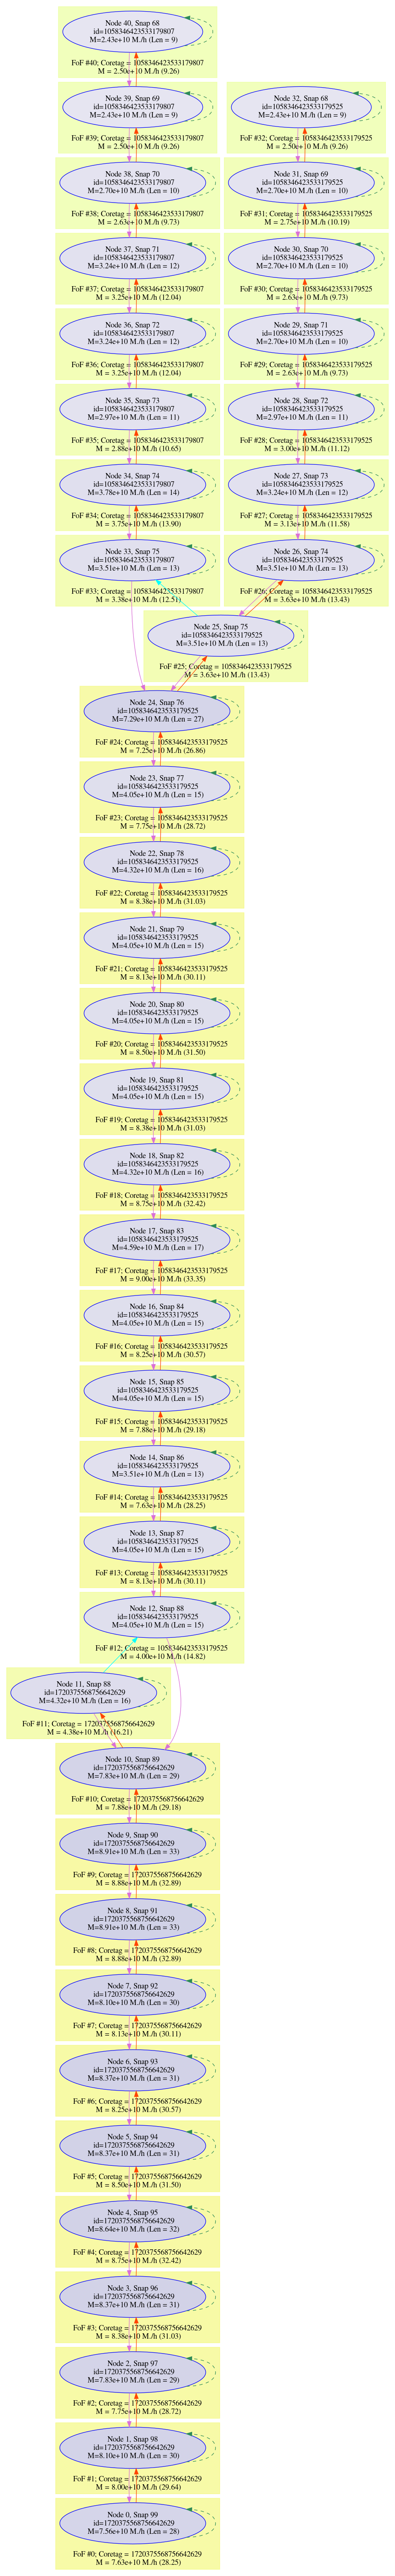 Node 40, Snap 68
id=1058346423533179807
M=2.43e+10 M./h (Len = 9)
FoF #40; Coretag = 1058346423533179807
M = 2.50e+10 M./h (9.26)
Node 39, Snap 69
id=1058346423533179807
M=2.43e+10 M./h (Len = 9)
FoF #39; Coretag = 1058346423533179807
M = 2.50e+10 M./h (9.26)
Node 32, Snap 68
id=1058346423533179525
M=2.43e+10 M./h (Len = 9)
FoF #32; Coretag = 1058346423533179525
M = 2.50e+10 M./h (9.26)
Node 38, Snap 70
id=1058346423533179807
M=2.70e+10 M./h (Len = 10)
FoF #38; Coretag = 1058346423533179807
M = 2.63e+10 M./h (9.73)
Node 31, Snap 69
id=1058346423533179525
M=2.70e+10 M./h (Len = 10)
FoF #31; Coretag = 1058346423533179525
M = 2.75e+10 M./h (10.19)
Node 37, Snap 71
id=1058346423533179807
M=3.24e+10 M./h (Len = 12)
FoF #37; Coretag = 1058346423533179807
M = 3.25e+10 M./h (12.04)
Node 30, Snap 70
id=1058346423533179525
M=2.70e+10 M./h (Len = 10)
FoF #30; Coretag = 1058346423533179525
M = 2.63e+10 M./h (9.73)
Node 36, Snap 72
id=1058346423533179807
M=3.24e+10 M./h (Len = 12)
FoF #36; Coretag = 1058346423533179807
M = 3.25e+10 M./h (12.04)
Node 29, Snap 71
id=1058346423533179525
M=2.70e+10 M./h (Len = 10)
FoF #29; Coretag = 1058346423533179525
M = 2.63e+10 M./h (9.73)
Node 35, Snap 73
id=1058346423533179807
M=2.97e+10 M./h (Len = 11)
FoF #35; Coretag = 1058346423533179807
M = 2.88e+10 M./h (10.65)
Node 28, Snap 72
id=1058346423533179525
M=2.97e+10 M./h (Len = 11)
FoF #28; Coretag = 1058346423533179525
M = 3.00e+10 M./h (11.12)
Node 34, Snap 74
id=1058346423533179807
M=3.78e+10 M./h (Len = 14)
FoF #34; Coretag = 1058346423533179807
M = 3.75e+10 M./h (13.90)
Node 27, Snap 73
id=1058346423533179525
M=3.24e+10 M./h (Len = 12)
FoF #27; Coretag = 1058346423533179525
M = 3.13e+10 M./h (11.58)
Node 33, Snap 75
id=1058346423533179807
M=3.51e+10 M./h (Len = 13)
FoF #33; Coretag = 1058346423533179807
M = 3.38e+10 M./h (12.51)
Node 26, Snap 74
id=1058346423533179525
M=3.51e+10 M./h (Len = 13)
FoF #26; Coretag = 1058346423533179525
M = 3.63e+10 M./h (13.43)
Node 25, Snap 75
id=1058346423533179525
M=3.51e+10 M./h (Len = 13)
FoF #25; Coretag = 1058346423533179525
M = 3.63e+10 M./h (13.43)
Node 24, Snap 76
id=1058346423533179525
M=7.29e+10 M./h (Len = 27)
FoF #24; Coretag = 1058346423533179525
M = 7.25e+10 M./h (26.86)
Node 23, Snap 77
id=1058346423533179525
M=4.05e+10 M./h (Len = 15)
FoF #23; Coretag = 1058346423533179525
M = 7.75e+10 M./h (28.72)
Node 22, Snap 78
id=1058346423533179525
M=4.32e+10 M./h (Len = 16)
FoF #22; Coretag = 1058346423533179525
M = 8.38e+10 M./h (31.03)
Node 21, Snap 79
id=1058346423533179525
M=4.05e+10 M./h (Len = 15)
FoF #21; Coretag = 1058346423533179525
M = 8.13e+10 M./h (30.11)
Node 20, Snap 80
id=1058346423533179525
M=4.05e+10 M./h (Len = 15)
FoF #20; Coretag = 1058346423533179525
M = 8.50e+10 M./h (31.50)
Node 19, Snap 81
id=1058346423533179525
M=4.05e+10 M./h (Len = 15)
FoF #19; Coretag = 1058346423533179525
M = 8.38e+10 M./h (31.03)
Node 18, Snap 82
id=1058346423533179525
M=4.32e+10 M./h (Len = 16)
FoF #18; Coretag = 1058346423533179525
M = 8.75e+10 M./h (32.42)
Node 17, Snap 83
id=1058346423533179525
M=4.59e+10 M./h (Len = 17)
FoF #17; Coretag = 1058346423533179525
M = 9.00e+10 M./h (33.35)
Node 16, Snap 84
id=1058346423533179525
M=4.05e+10 M./h (Len = 15)
FoF #16; Coretag = 1058346423533179525
M = 8.25e+10 M./h (30.57)
Node 15, Snap 85
id=1058346423533179525
M=4.05e+10 M./h (Len = 15)
FoF #15; Coretag = 1058346423533179525
M = 7.88e+10 M./h (29.18)
Node 14, Snap 86
id=1058346423533179525
M=3.51e+10 M./h (Len = 13)
FoF #14; Coretag = 1058346423533179525
M = 7.63e+10 M./h (28.25)
Node 13, Snap 87
id=1058346423533179525
M=4.05e+10 M./h (Len = 15)
FoF #13; Coretag = 1058346423533179525
M = 8.13e+10 M./h (30.11)
Node 12, Snap 88
id=1058346423533179525
M=4.05e+10 M./h (Len = 15)
FoF #12; Coretag = 1058346423533179525
M = 4.00e+10 M./h (14.82)
Node 11, Snap 88
id=1720375568756642629
M=4.32e+10 M./h (Len = 16)
FoF #11; Coretag = 1720375568756642629
M = 4.38e+10 M./h (16.21)
Node 10, Snap 89
id=1720375568756642629
M=7.83e+10 M./h (Len = 29)
FoF #10; Coretag = 1720375568756642629
M = 7.88e+10 M./h (29.18)
Node 9, Snap 90
id=1720375568756642629
M=8.91e+10 M./h (Len = 33)
FoF #9; Coretag = 1720375568756642629
M = 8.88e+10 M./h (32.89)
Node 8, Snap 91
id=1720375568756642629
M=8.91e+10 M./h (Len = 33)
FoF #8; Coretag = 1720375568756642629
M = 8.88e+10 M./h (32.89)
Node 7, Snap 92
id=1720375568756642629
M=8.10e+10 M./h (Len = 30)
FoF #7; Coretag = 1720375568756642629
M = 8.13e+10 M./h (30.11)
Node 6, Snap 93
id=1720375568756642629
M=8.37e+10 M./h (Len = 31)
FoF #6; Coretag = 1720375568756642629
M = 8.25e+10 M./h (30.57)
Node 5, Snap 94
id=1720375568756642629
M=8.37e+10 M./h (Len = 31)
FoF #5; Coretag = 1720375568756642629
M = 8.50e+10 M./h (31.50)
Node 4, Snap 95
id=1720375568756642629
M=8.64e+10 M./h (Len = 32)
FoF #4; Coretag = 1720375568756642629
M = 8.75e+10 M./h (32.42)
Node 3, Snap 96
id=1720375568756642629
M=8.37e+10 M./h (Len = 31)
FoF #3; Coretag = 1720375568756642629
M = 8.38e+10 M./h (31.03)
Node 2, Snap 97
id=1720375568756642629
M=7.83e+10 M./h (Len = 29)
FoF #2; Coretag = 1720375568756642629
M = 7.75e+10 M./h (28.72)
Node 1, Snap 98
id=1720375568756642629
M=8.10e+10 M./h (Len = 30)
FoF #1; Coretag = 1720375568756642629
M = 8.00e+10 M./h (29.64)
Node 0, Snap 99
id=1720375568756642629
M=7.56e+10 M./h (Len = 28)
FoF #0; Coretag = 1720375568756642629
M = 7.63e+10 M./h (28.25)